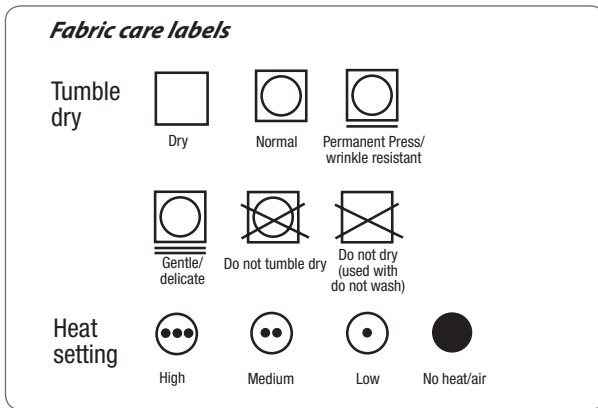 Fabric care labels
Tumble
dry
Dry
Normal
Permanent Press/
wrinkle resistant
Gentle/
delicate
Do not tumble dry
Do not dry
(used with
do not wash)
Heat
setting
High
Medium
Low
No heat/air